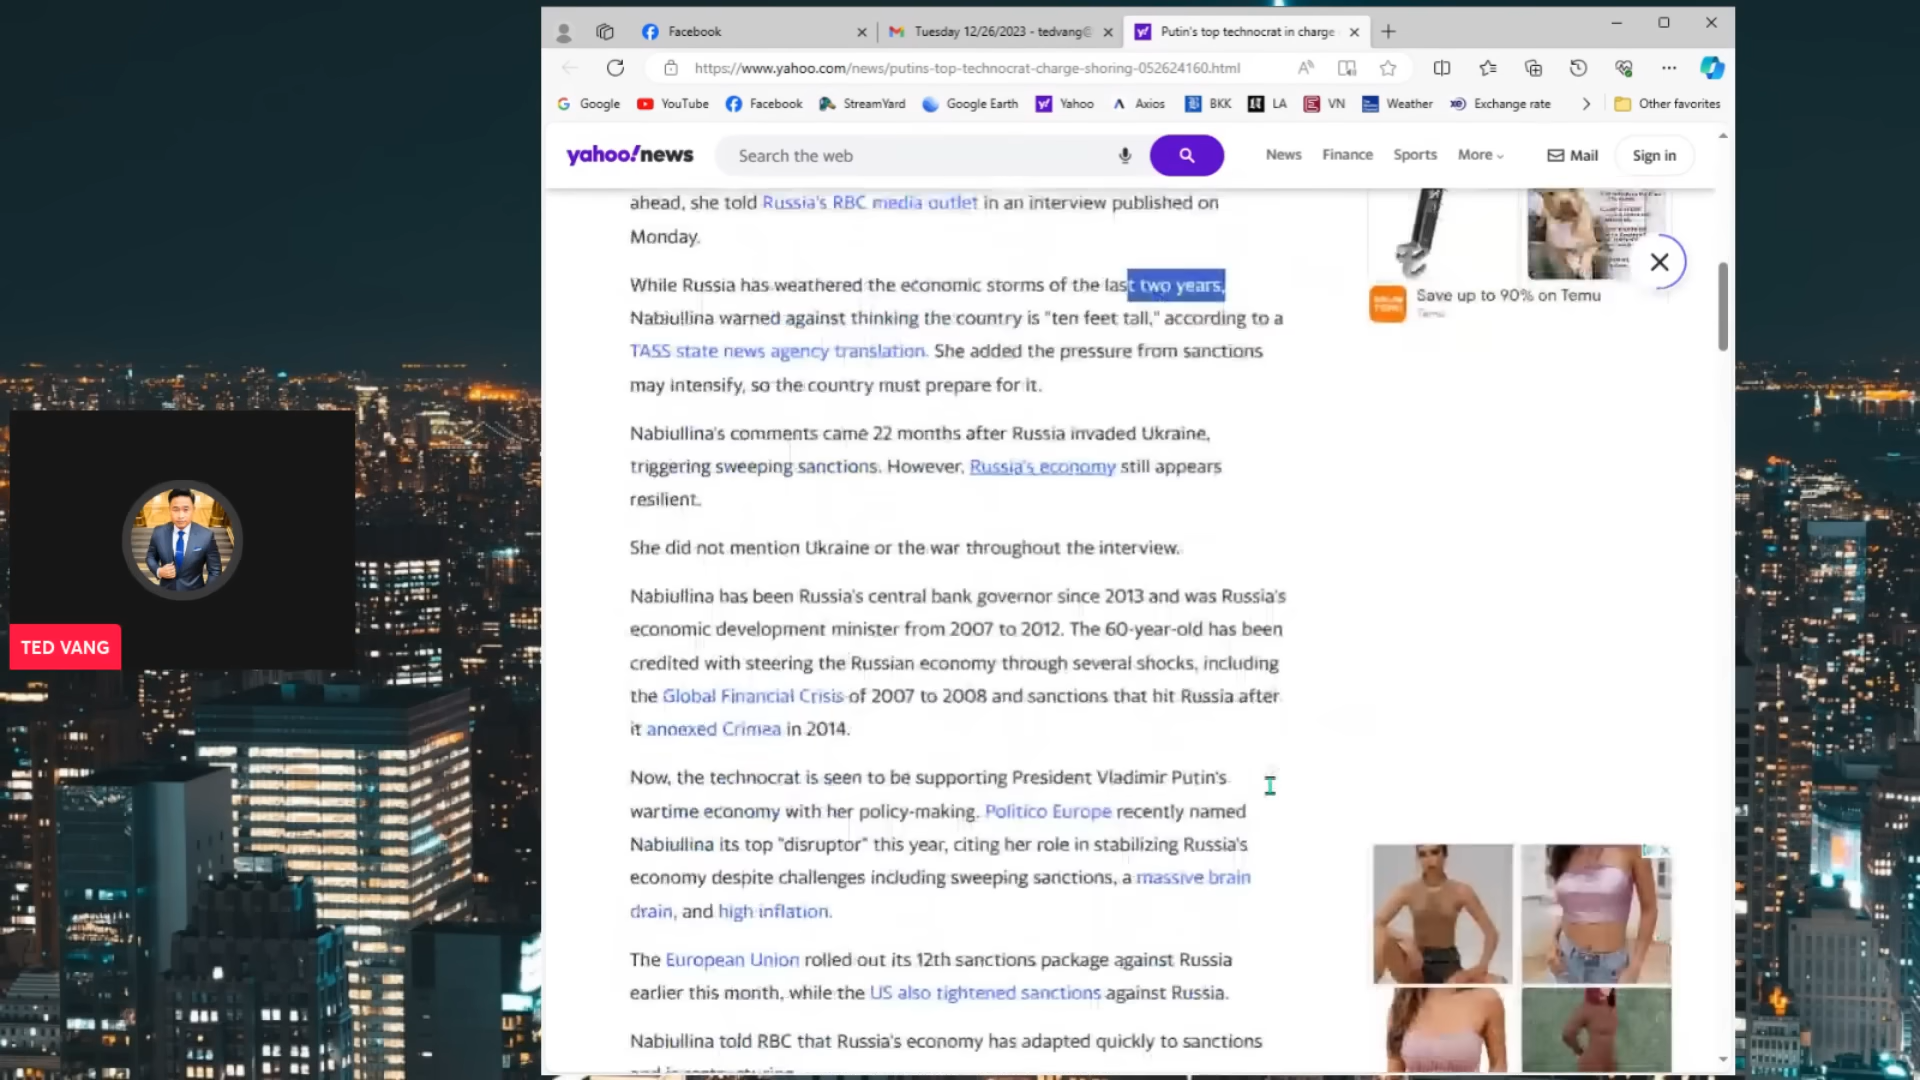 Facebook
Tuesday 12/26/2023 - tedvang@
Putin's top technocrat in charge
https://www.yahoo.com/news/putins-top-technocrat-charge-shoring-052624160.html
Google
YouTube
Facebook
StreamYard
Google Earth
Yahoo
Axios
BKK
LA
VN
Weather
Exchange rate
Other favorites
yahoo!news
Search the web
News
Finance
Sports
More
Mail
Sign in
ahead, she told Russia's RBC media outlet in an interview published on
Monday.
While Russia has weathered the economic storms of the last two years,
Nabiullina warned against thinking the country is "ten feet tall," according to a
TASS state news agency translation. She added the pressure from sanctions
may intensify, so the country must prepare for it.
Nabiullina's comments came 22 months after Russia invaded Ukraine,
triggering sweeping sanctions. However, Russia's economy still appears
resilient.
She did not mention Ukraine or the war throughout the interview.
Nabiullina has been Russia's central bank governor since 2013 and was Russia's
economic development minister from 2007 to 2012. The 60-year-old has been
credited with steering the Russian economy through several shocks, including
the Global Financial Crisis of 2007 to 2008 and sanctions that hit Russia after
it annexed Crimea in 2014.
Now, the technocrat is seen to be supporting President Vladimir Putin's
wartime economy with her policy-making. Politico Europe recently named
Nabiullina its top "disruptor" this year, citing her role in stabilizing Russia's
economy despite challenges including sweeping sanctions, a massive brain
drain, and high inflation.
The European Union rolled out its 12th sanctions package against Russia
earlier this month, while the US also tightened sanctions against Russia.
Nabiullina told RBC that Russia's economy has adapted quickly to sanctions
and is restructuring.
Save up to 90% on Temu
Temu
TED VANG